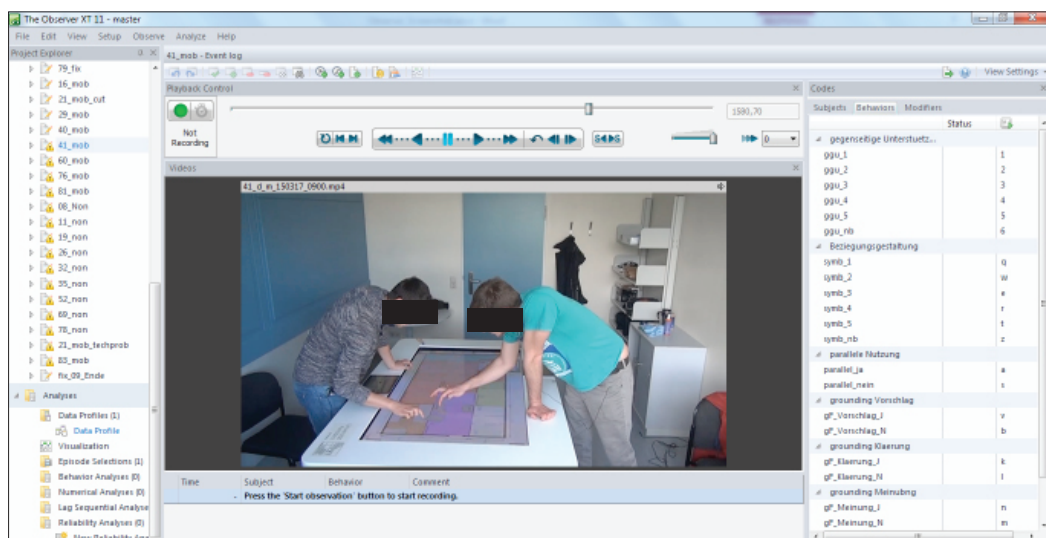 The Observer XT 11 - master
File Edit View Setup Observe Analyze Help
Project Explorer
79_fix
16_mob
21_mob_cut
29_mob
40_mob
41_mob
60_mob
76_mob
81_mob
08_Non
11_non
19_non
26_non
32_non
35_non
52_non
69_non
78_non
21_mob_techprob
83_mob
fix_09_Ende
Analyses
Data Profiles (1)
Data Profile
Visualization
Episode Selections (1)
Behavior Analyses (0)
Numerical Analyses (0)
Lag Sequential Analyse
Reliability Analyses (0)
41_mob - Event log
View Settings
Playback Control
Not
Recording
1590,70
0
Videos
41_d_m_150317_0900.mp4
Time Subject Behavior Comment
- Press the 'Start observation' button to start recording.
Codes
Subjects Behaviors Modifiers
Status
gegenseitige Unterstuetz...
ggu_1 1
ggu_2 2
ggu_3 3
ggu_4 4
ggu_5 5
ggu_nb 6
Beziegungsgestaltung
symb_1 q
symb_2 w
symb_3 e
symb_4 r
symb_5 t
symb_nb z
parallele Nutzung
parallel_ja a
parallel_nein s
grounding Vorschlag
gP_Vorschlag_J v
gP_Vorschlag_N b
grounding Klaerung
gP_Klaerung_J k
gP_Klaerung_N l
grounding Meinubng
gP_Meinung_J n
gP_Meinung_N m